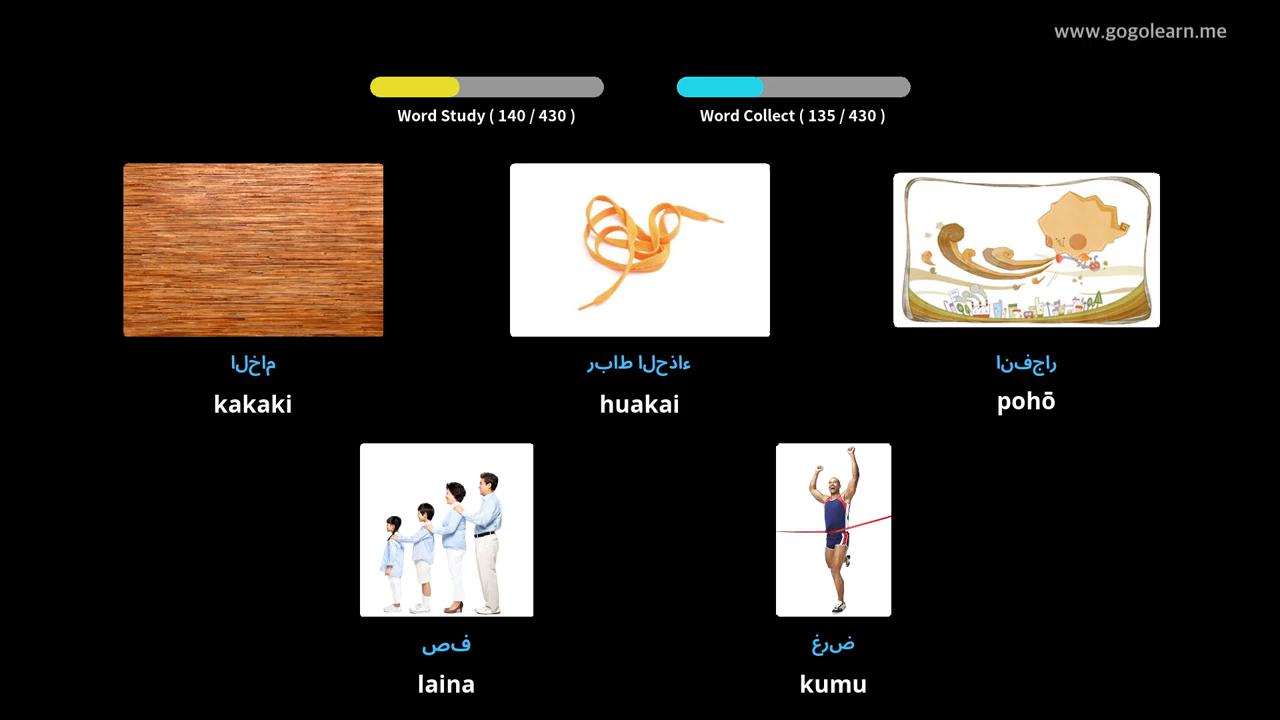 www.gogolearn.me
Word Study ( 140 / 430 )
Word Collect ( 135 / 430 )
الخام
رباط الحذاء
انفجار
kakaki
huakai
pohō
صف
غرض
laina
kumu